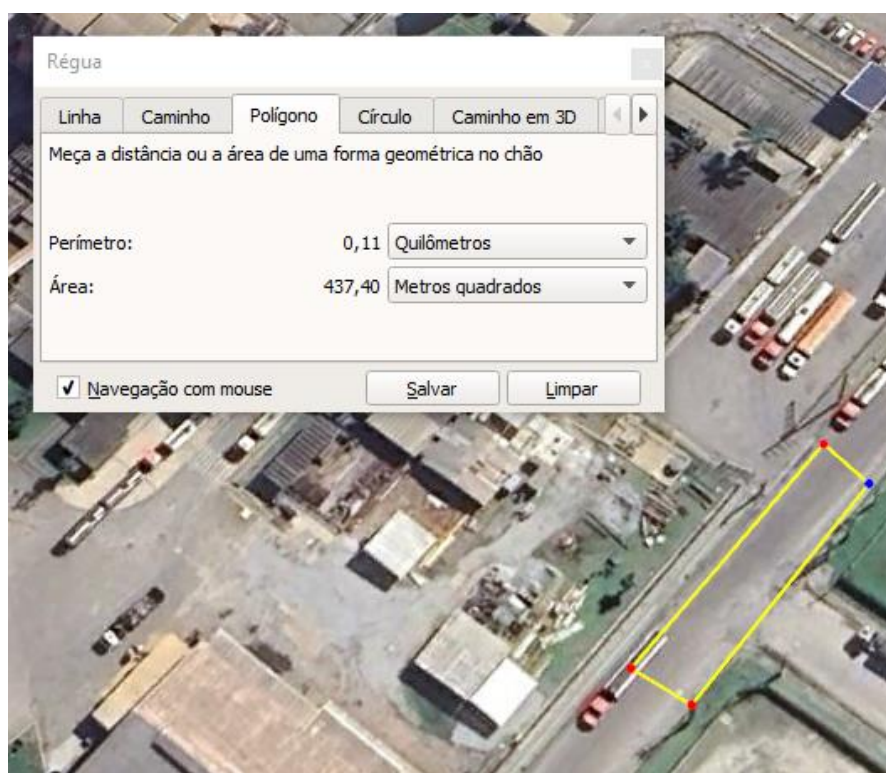 Régua
Linha Caminho Polígono Círculo Caminho em 3D
Meça a distância ou a área de uma forma geométrica no chão
Perímetro: 0,11 Quilômetros
Área: 437,40 Metros quadrados
Navegação com mouse Salvar Limpar